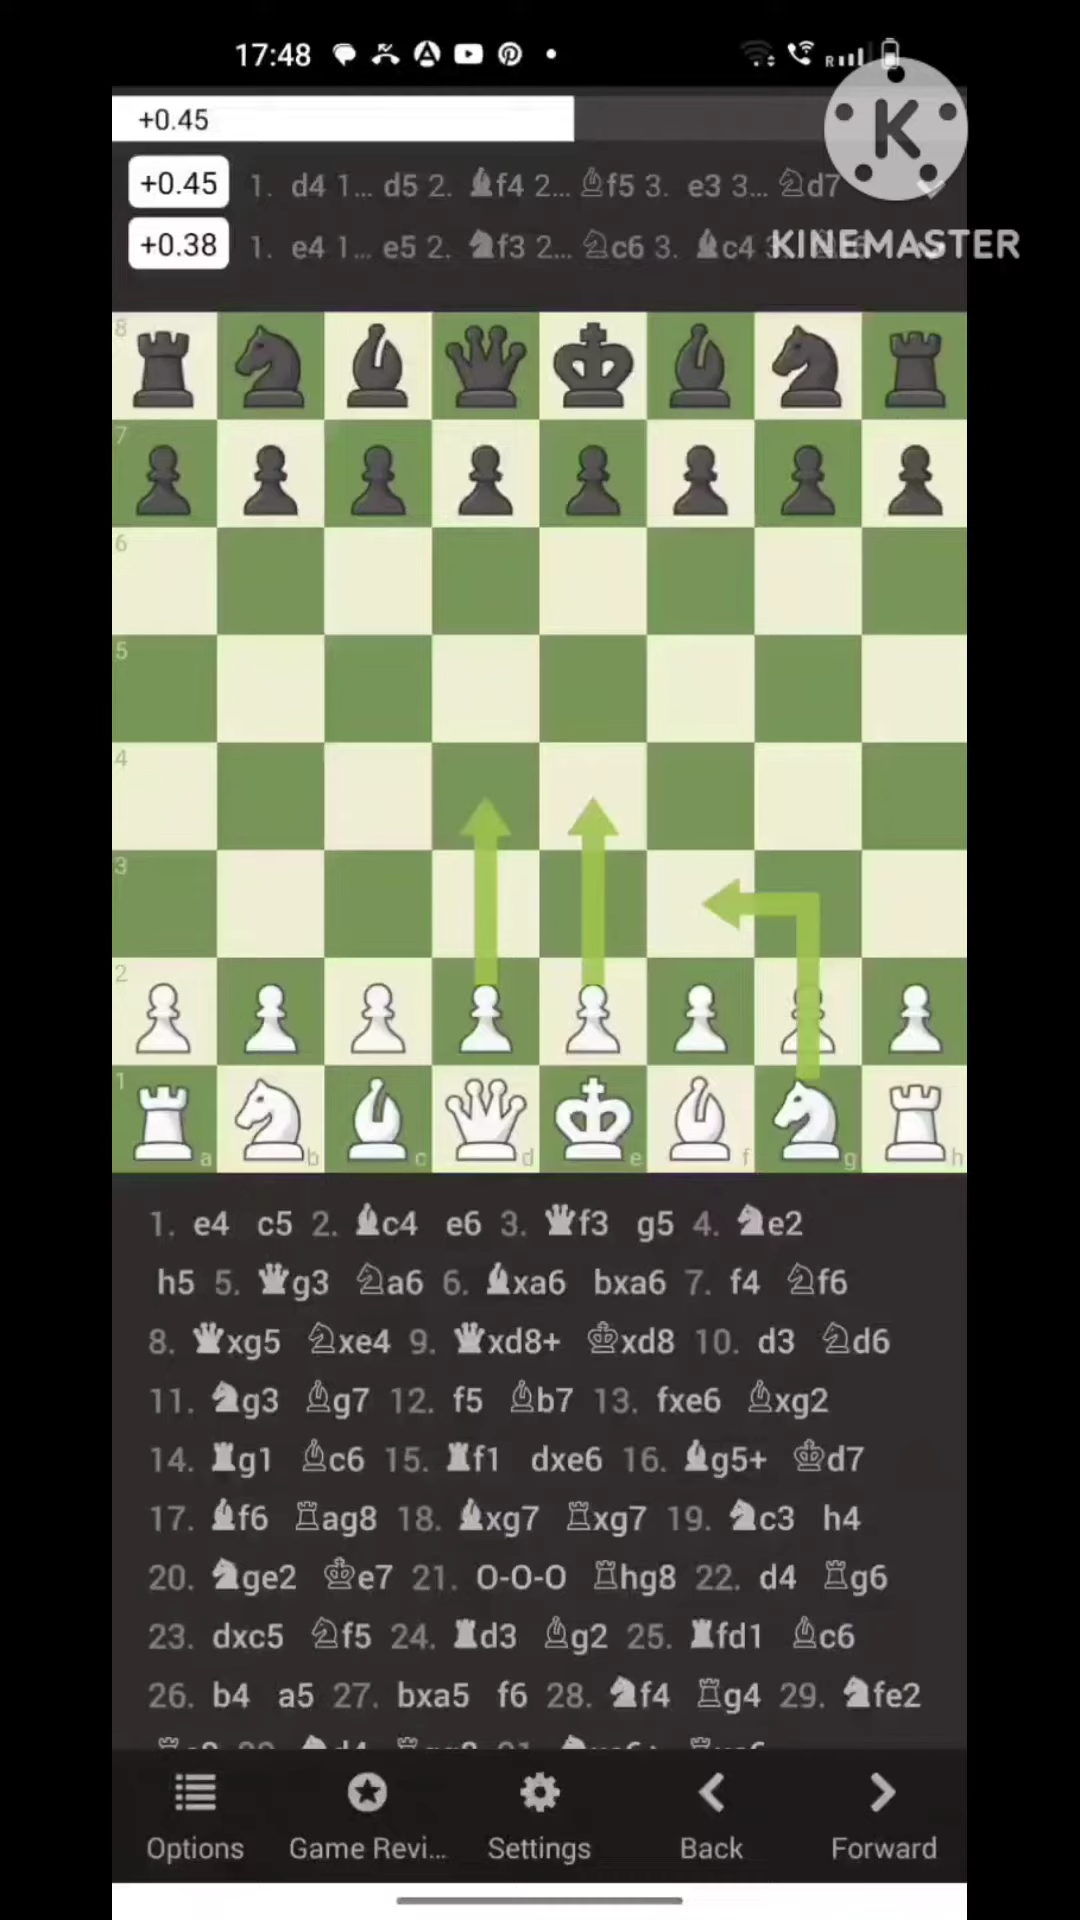 17:48
+0.45
+0.45 1. d4 1... d5 2. ♝f4 2... ♗f5 3. e3 3... ♘d7
+0.38 1. e4 1... e5 2. ♞f3 2... ♘c6 3. ♝c4
K
KINEMASTER
8
7
6
5
4
3
2
1
a b c d e f g h
1. e4 c5 2. ♝c4 e6 3. ♛f3 g5 4. ♞e2
h5 5. ♛g3 ♘a6 6. ♝xa6 bxa6 7. f4 ♘f6
8. ♛xg5 ♘xe4 9. ♛xd8+ ♔xd8 10. d3 ♘d6
11. ♞g3 ♗g7 12. f5 ♗b7 13. fxe6 ♗xg2
14. ♜g1 ♗c6 15. ♜f1 dxe6 16. ♝g5+ ♔d7
17. ♝f6 ♖ag8 18. ♝xg7 ♖xg7 19. ♞c3 h4
20. ♞ge2 ♔e7 21. O-O-O ♖hg8 22. d4 ♖g6
23. dxc5 ♘f5 24. ♜d3 ♗g2 25. ♜fd1 ♗c6
26. b4 a5 27. bxa5 f6 28. ♞f4 ♖g4 29. ♞fe2
Options Game Revi... Settings Back Forward